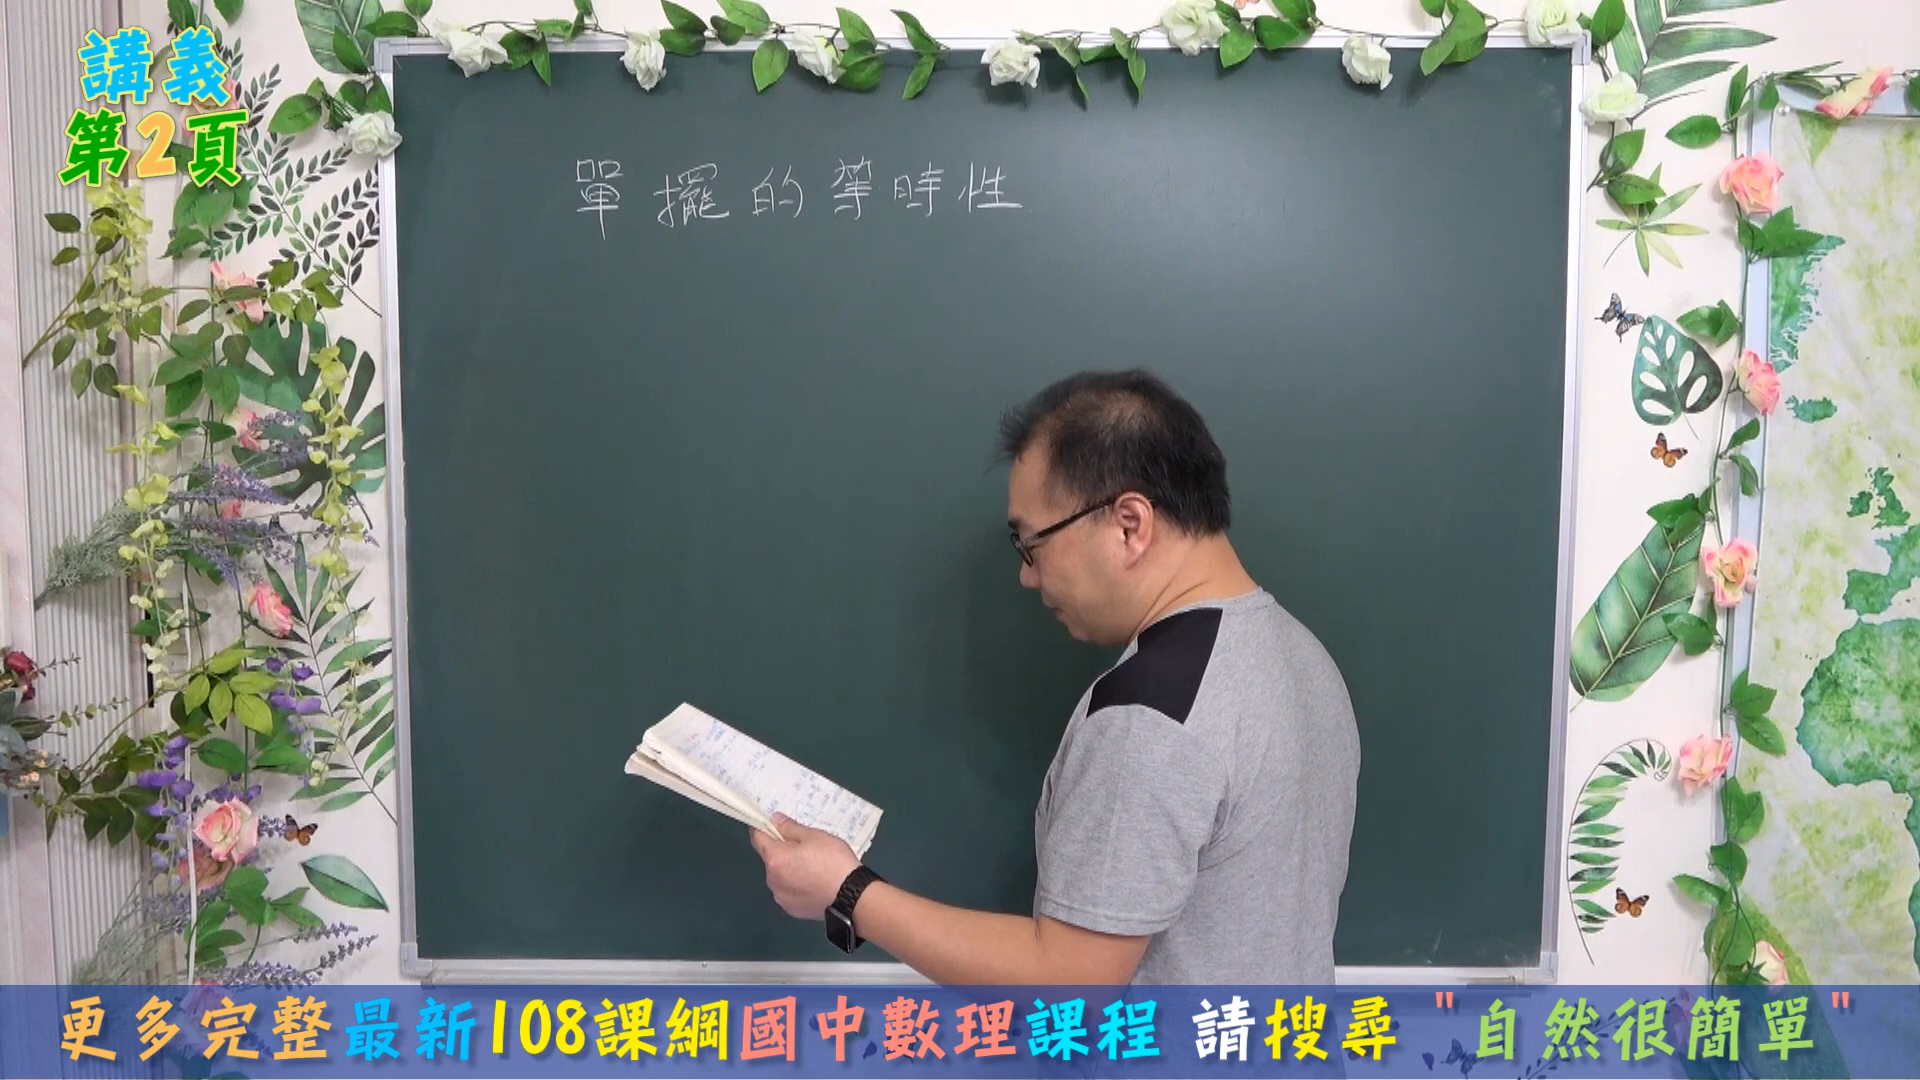 講義
第2頁
單擺的等時性
更多完整最新108課綱國中數理課程 請搜尋 "自然很簡單"